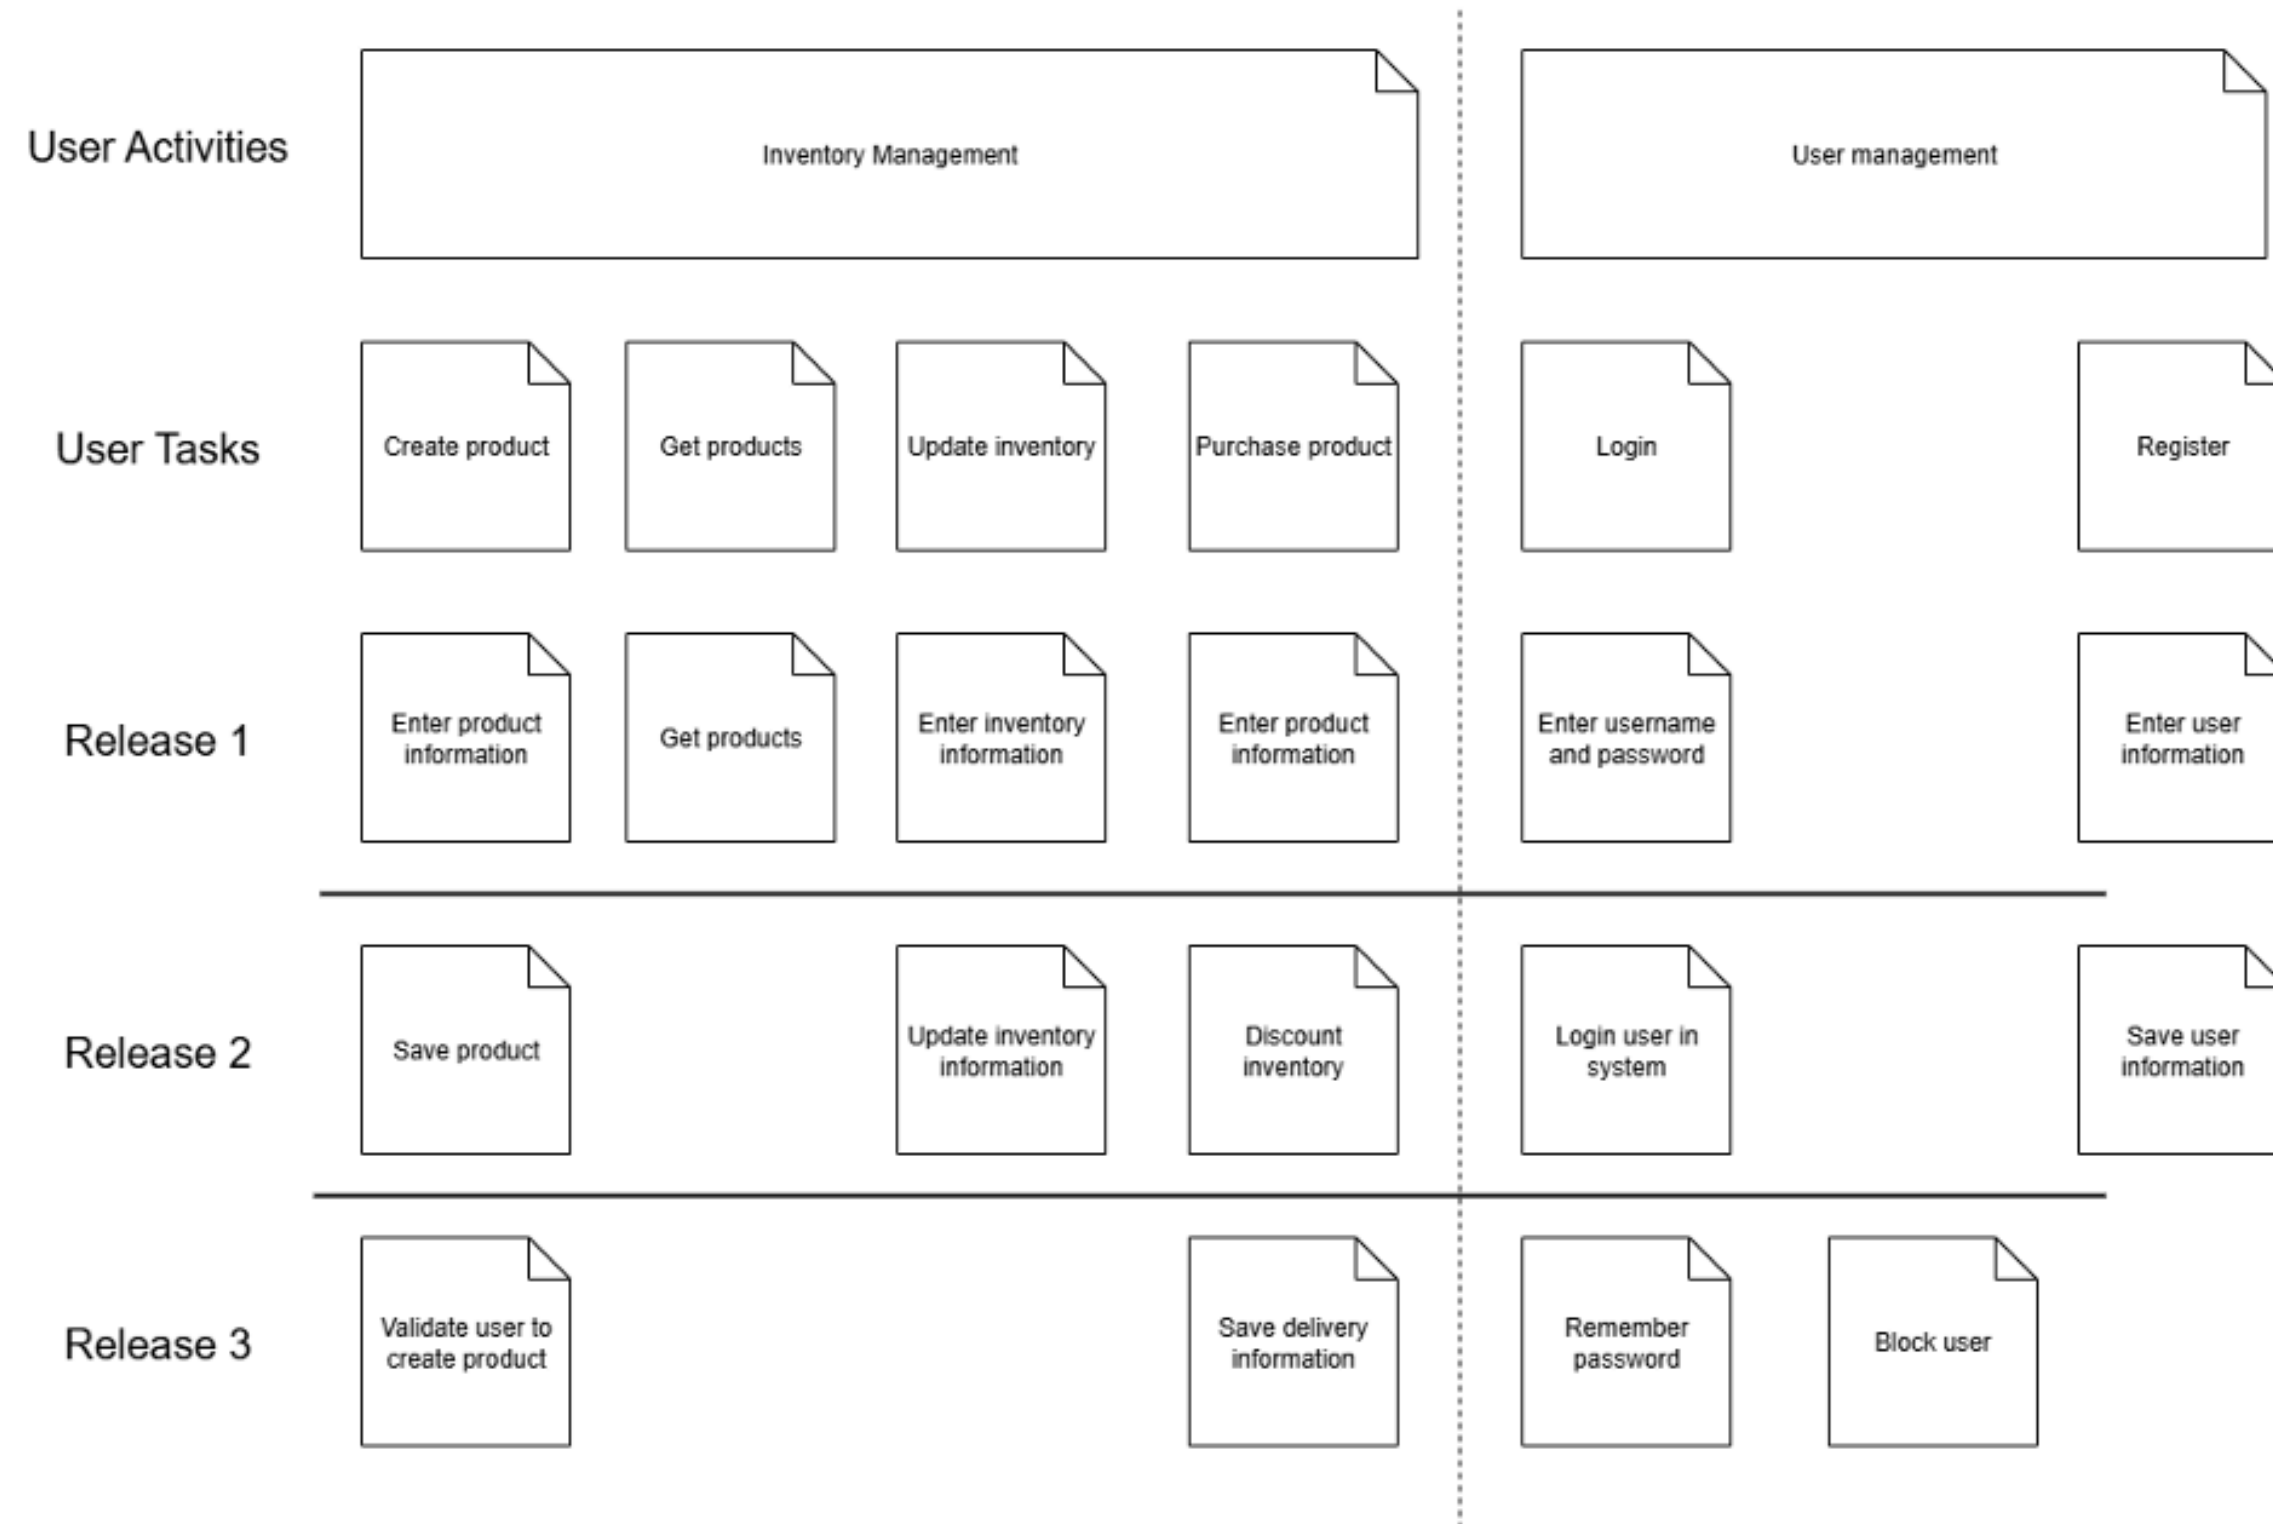 User Activities
Inventory Management
User management
User Tasks
Create product
Get products
Update inventory
Purchase product
Login
Register
Release 1
Enter product
information
Get products
Enter inventory
information
Enter product
information
Enter username
and password
Enter user
information
Release 2
Save product
Update inventory
information
Discount
inventory
Login user in
system
Save user
information
Release 3
Validate user to
create product
Save delivery
information
Remember
password
Block user